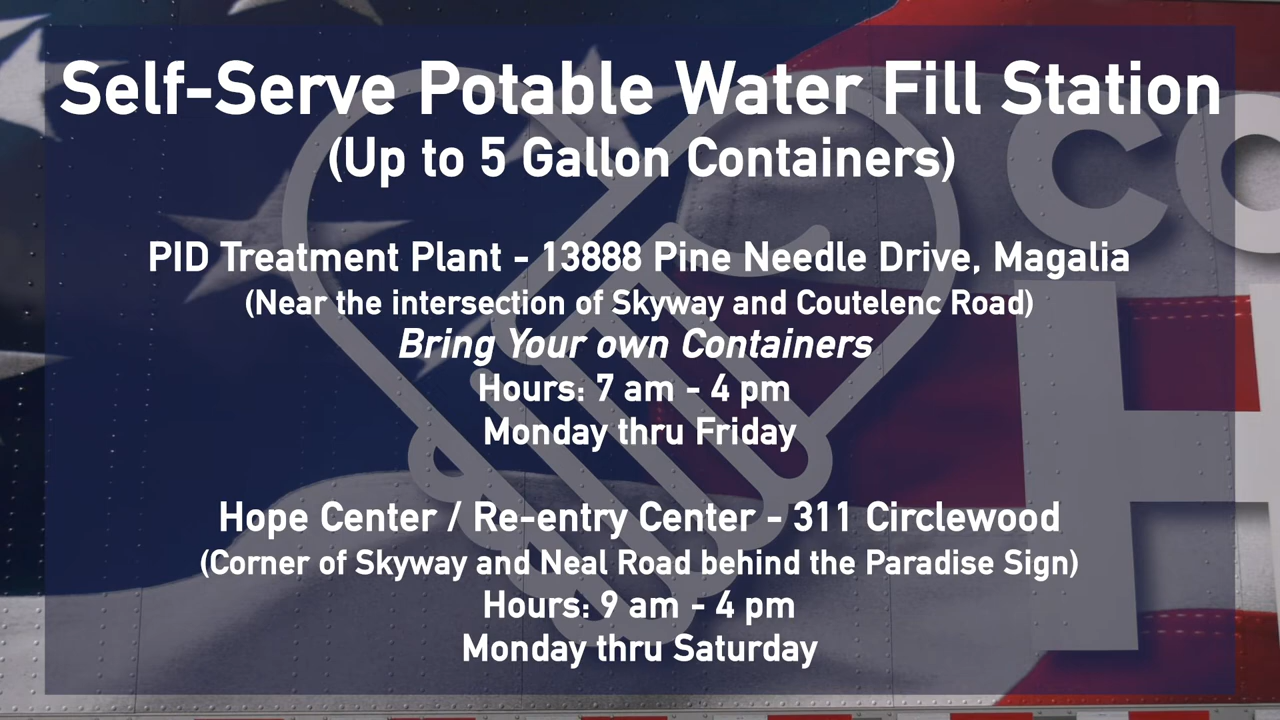 Self-Serve Potable Water Fill Station
(Up to 5 Gallon Containers)
PID Treatment Plant - 13888 Pine Needle Drive, Magalia
(Near the intersection of Skyway and Coutelenc Road)
Bring Your own Containers
Hours: 7 am - 4 pm
Monday thru Friday
Hope Center / Re-entry Center - 311 Circlewood
(Corner of Skyway and Neal Road behind the Paradise Sign)
Hours: 9 am - 4 pm
Monday thru Saturday